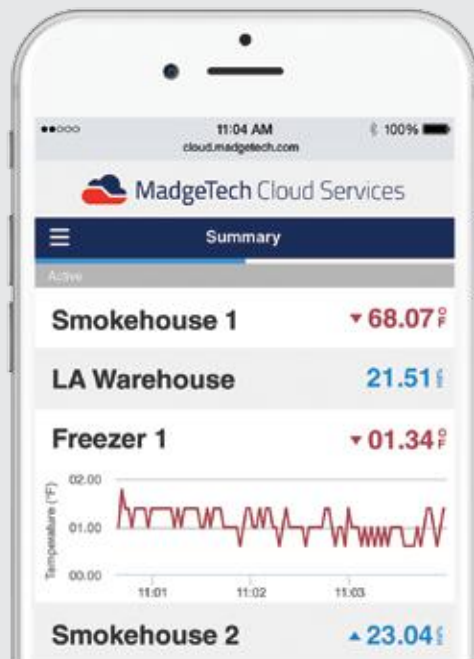 11:04 AM
100%
cloud.madgetech.com
MadgeTech Cloud Services
Summary
Active
Smokehouse 1
▼ 68.07 °F
LA Warehouse
21.51
Freezer 1
▼ 01.34 °F
Temperature (°F)
02.00
01.00
00.00
11:01
11:02
11:03
Smokehouse 2
▲ 23.04